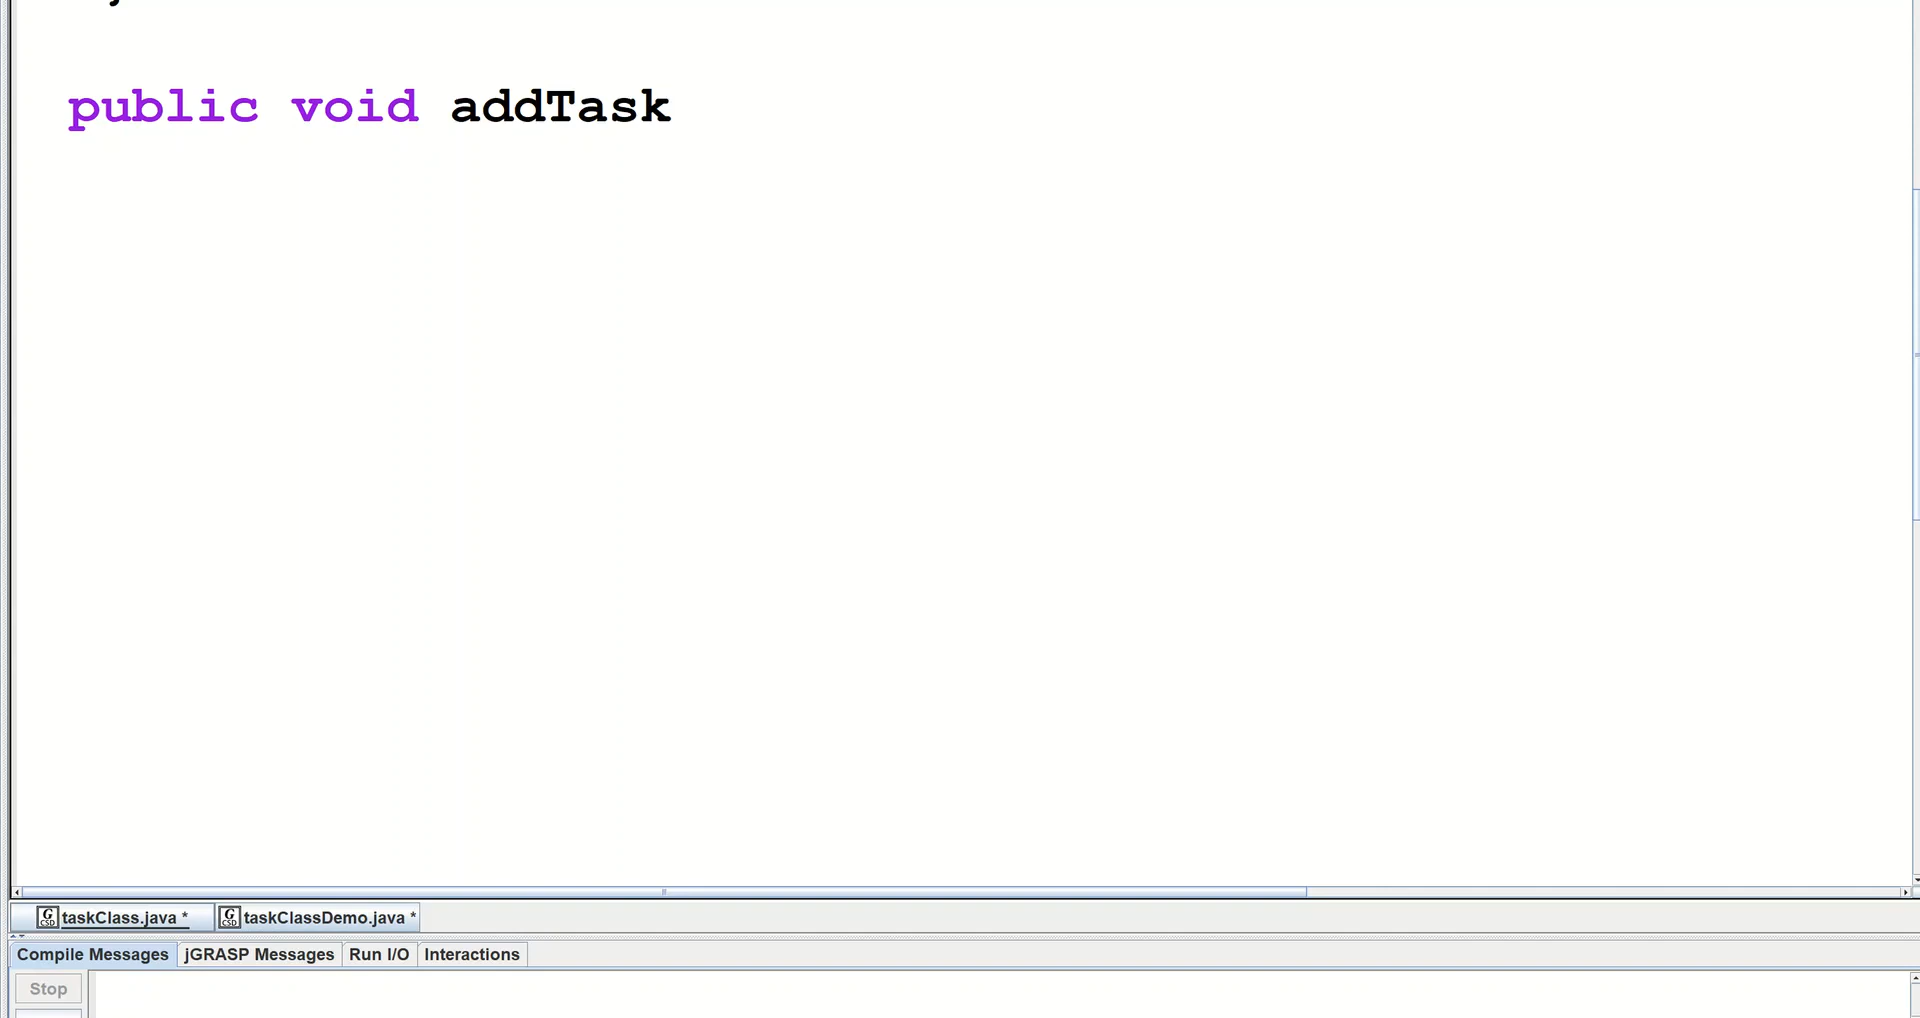 public void addTask
taskClass.java * taskClassDemo.java *
Compile Messages jGRASP Messages Run I/O Interactions
Stop